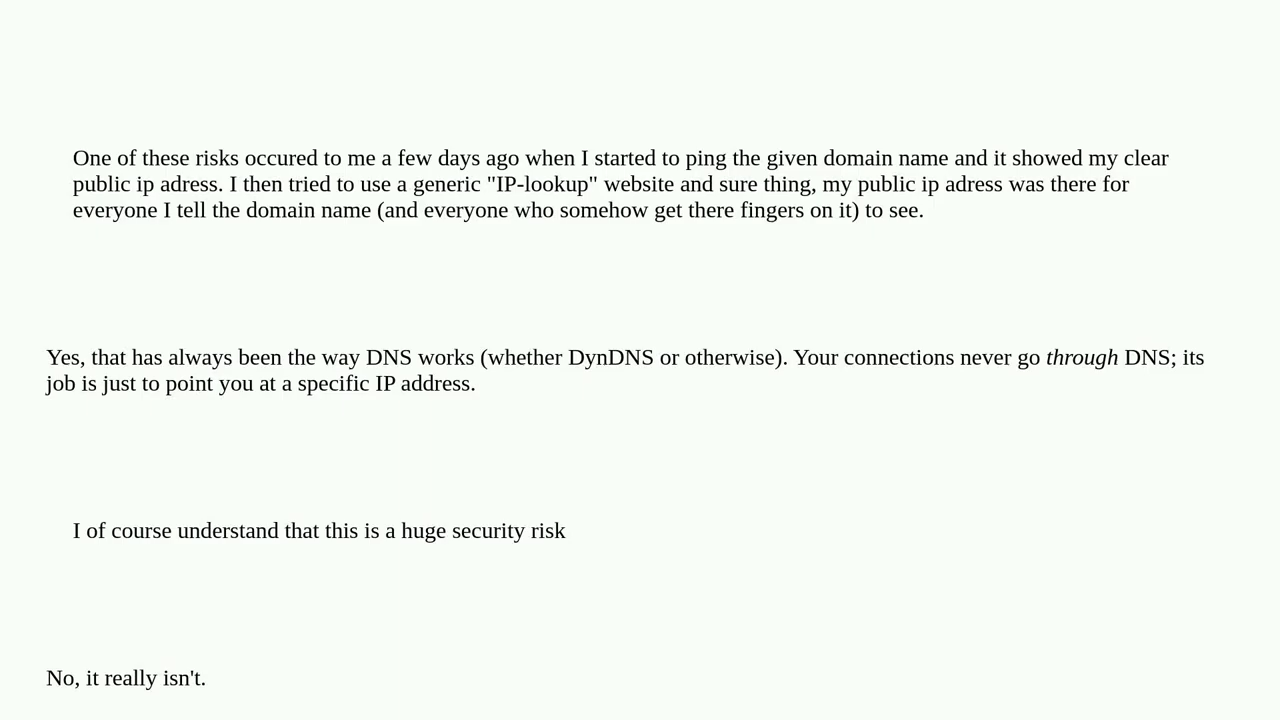 One of these risks occured to me a few days ago when I started to ping the given domain name and it showed my clear
public ip adress. I then tried to use a generic "IP-lookup" website and sure thing, my public ip adress was there for
everyone I tell the domain name (and everyone who somehow get there fingers on it) to see.
Yes, that has always been the way DNS works (whether DynDNS or otherwise). Your connections never go through DNS; its
job is just to point you at a specific IP address.
I of course understand that this is a huge security risk
No, it really isn't.